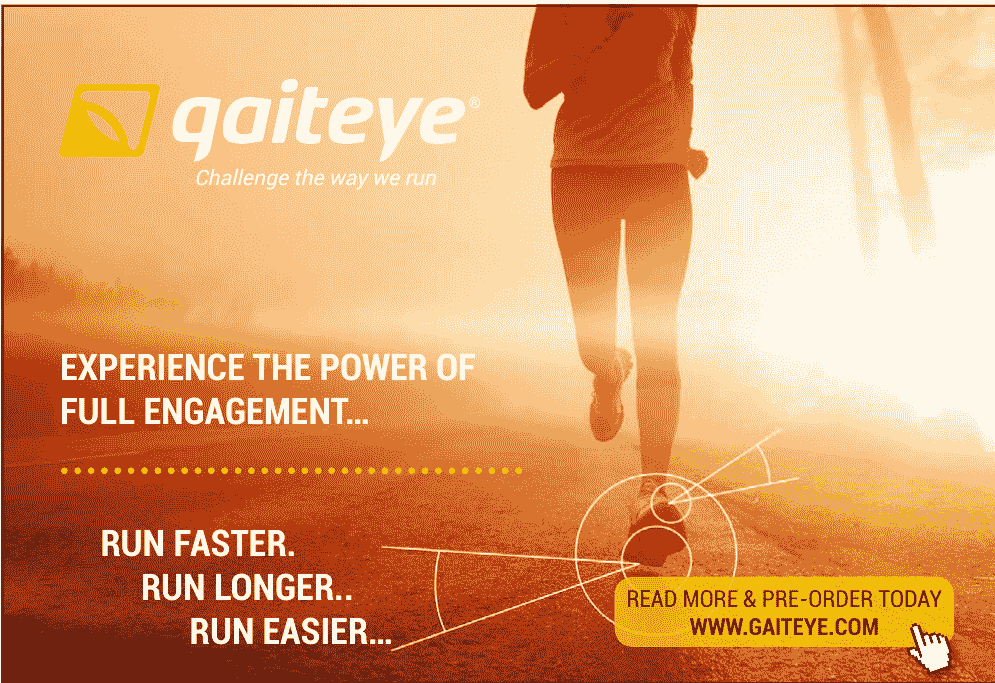 gaiteye®
Challenge the way we run
EXPERIENCE THE POWER OF
FULL ENGAGEMENT...
RUN FASTER.
RUN LONGER..
RUN EASIER...
READ MORE & PRE-ORDER TODAY
WWW.GAITEYE.COM